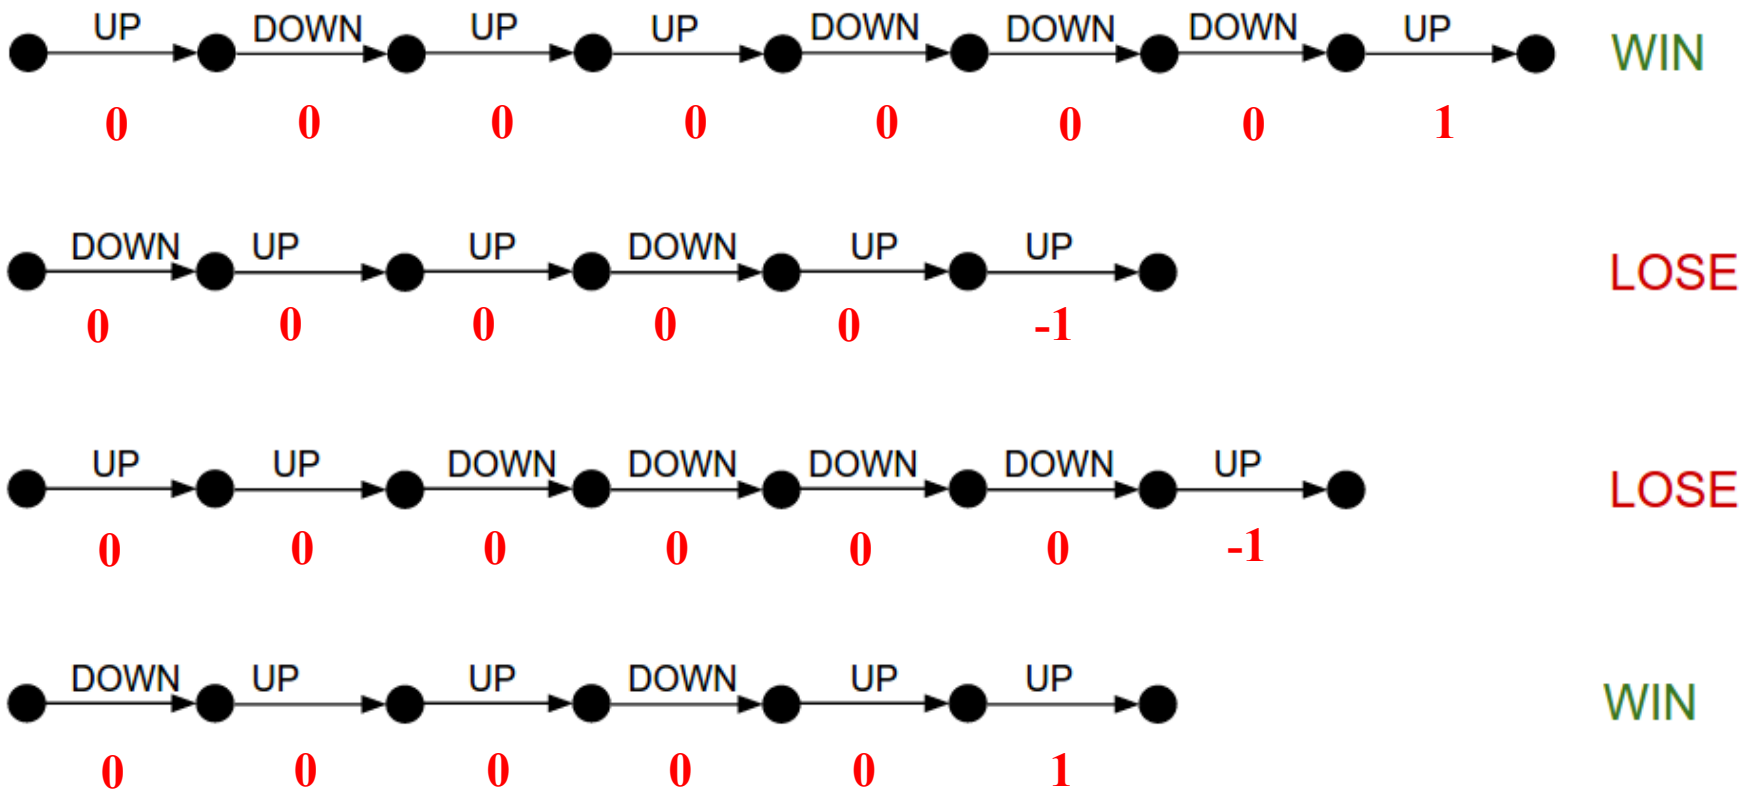 UP DOWN UP UP DOWN DOWN DOWN UP WIN
0 0 0 0 0 0 0 1
DOWN UP UP DOWN UP UP LOSE
0 0 0 0 0 -1
UP UP DOWN DOWN DOWN DOWN UP LOSE
0 0 0 0 0 0 -1
DOWN UP UP DOWN UP UP WIN
0 0 0 0 0 1